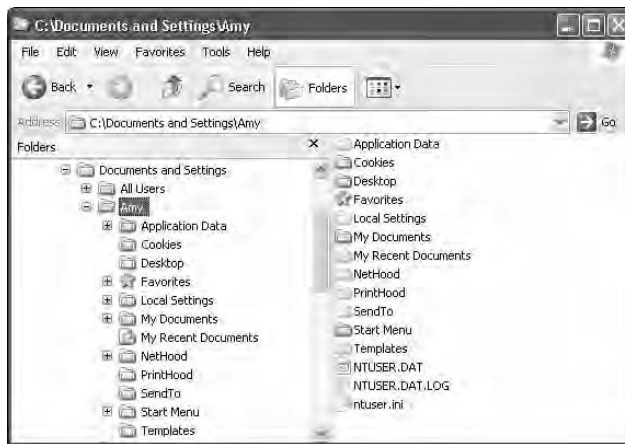 C:\Documents and Settings\Amy
File Edit View Favorites Tools Help
Back Search Folders
Address C:\Documents and Settings\Amy Go
Folders
Documents and Settings
All Users
Amy
Application Data
Cookies
Desktop
Favorites
Local Settings
My Documents
My Recent Documents
NetHood
PrintHood
SendTo
Start Menu
Templates
Application Data
Cookies
Desktop
Favorites
Local Settings
My Documents
My Recent Documents
NetHood
PrintHood
SendTo
Start Menu
Templates
NTUSER.DAT
NTUSER.DAT.LOG
ntuser.ini